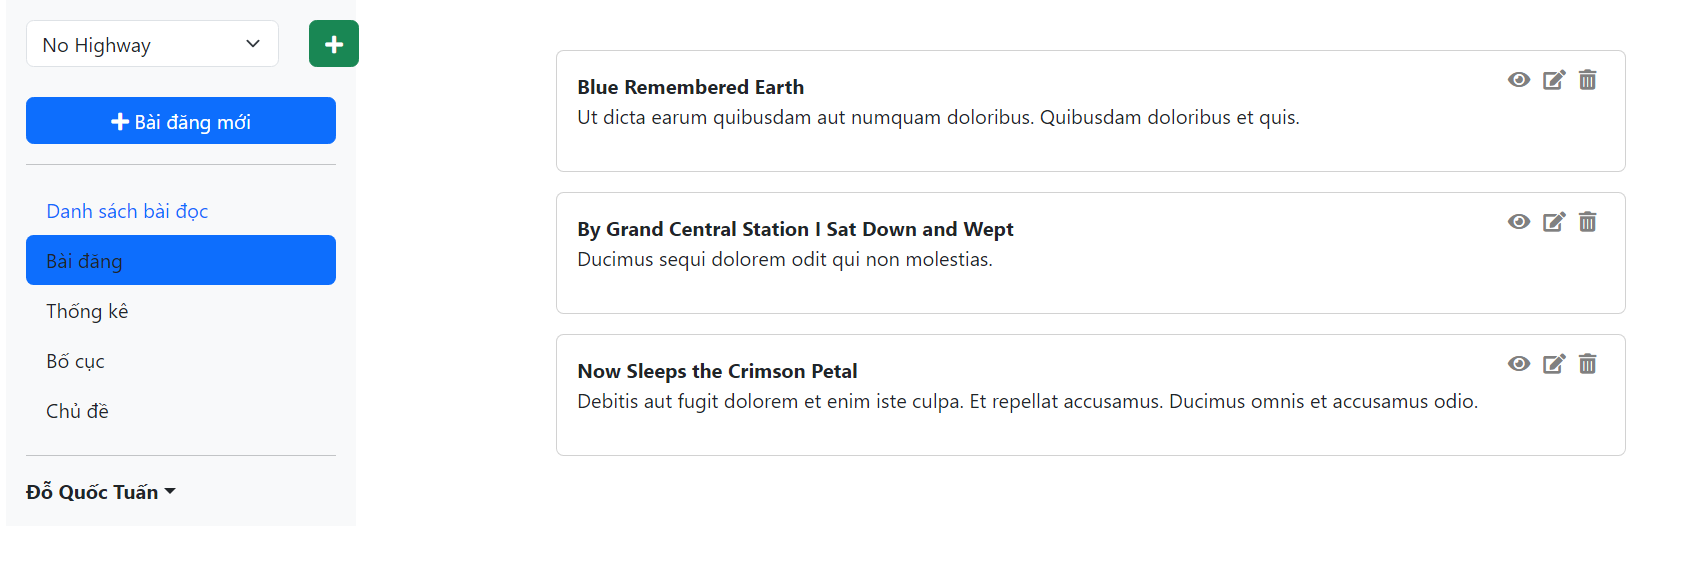 No Highway
Bài đăng mới
Danh sách bài đọc
Bài đăng
Thống kê
Bố cục
Chủ đề
Đỗ Quốc Tuấn
Blue Remembered Earth
Ut dicta earum quibusdam aut numquam doloribus. Quibusdam doloribus et quis.
By Grand Central Station I Sat Down and Wept
Ducimus sequi dolorem odit qui non molestias.
Now Sleeps the Crimson Petal
Debitis aut fugit dolorem et enim iste culpa. Et repellat accusamus. Ducimus omnis et accusamus odio.